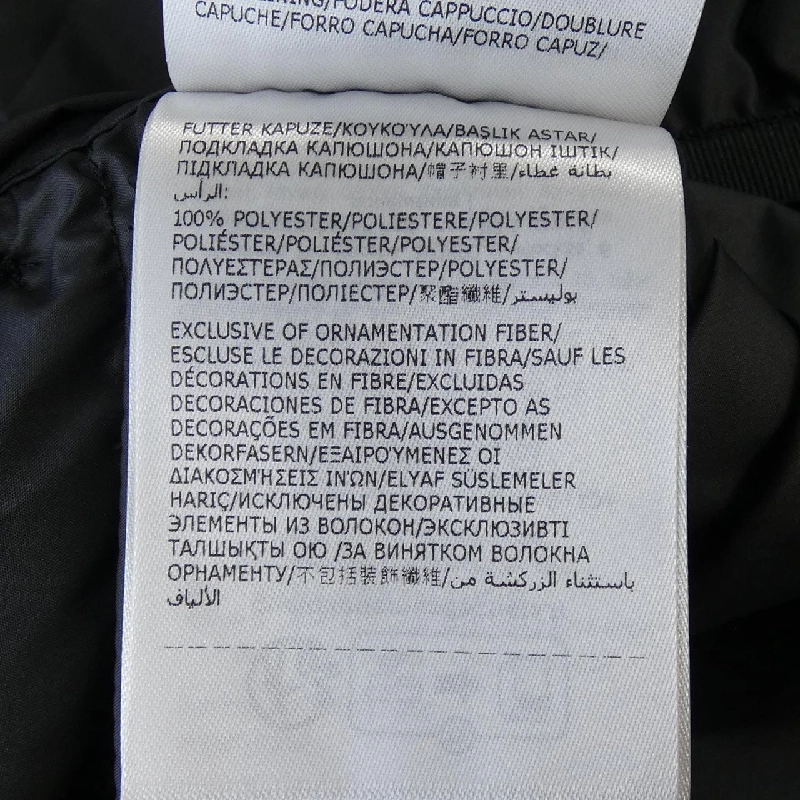 FODERA CAPPUCCIO/DOUBLURE
CAPUCHE/FORRO CAPUCHA/FORRO CAPUZ/
FUTTER KAPUZE/ΚΟΥΚΟΎΛΑ/BAŞLIK ASTAR/
ПОДКЛАДКА КАПЮШОНА/КАПЮШОН ІШТІК/
ПІДКЛАДКА КАПЮШОНА/帽子衬里/بطانة غطاء
الرأس:
100% POLYESTER/POLIESTERE/POLYESTER/
POLIÉSTER/POLIÉSTER/POLYESTER/
ΠΟΛΥΕΣΤΕΡΑΣ/ПОЛИЭСТЕР/POLYESTER/
ПОЛИЭСТЕР/ПОЛІЕСТЕР/聚酯纖維/بوليستر
EXCLUSIVE OF ORNAMENTATION FIBER/
ESCLUSE LE DECORAZIONI IN FIBRA/SAUF LES
DÉCORATIONS EN FIBRE/EXCLUIDAS
DECORACIONES DE FIBRA/EXCEPTO AS
DECORAÇÕES EM FIBRA/AUSGENOMMEN
DEKORFASERN/ΕΞΑΙΡΟΎΜΕΝΕΣ ΟΙ
ΔΙΑΚΟΣΜΉΣΕΙΣ ΙΝΏΝ/ELYAF SÜSLEMELER
HARİÇ/ИСКЛЮЧЕНЫ ДЕКОРАТИВНЫЕ
ЭЛЕМЕНТЫ ИЗ ВОЛОКОН/ЭКСКЛЮЗИВТІ
ТАЛШЫҚТЫ ОЮ /ЗА ВИНЯТКОМ ВОЛОКНА
ОРНАМЕНТУ/不包括裝飾纖維/باستثناء الزركشة من
الألياف